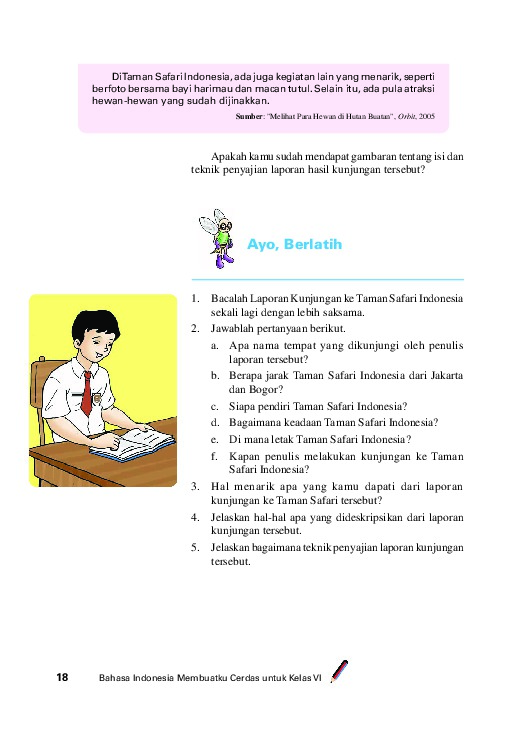 DiTaman Safari Indonesia, ada juga kegiatan lain yang menarik, seperti
berfoto bersama bayi harimau dan macan tutul. Selain itu, ada pula atraksi
hewan-hewan yang sudah dijinakkan.
Sumber: "Melihat Para Hewan di Hutan Buatan", Orbit, 2005
Apakah kamu sudah mendapat gambaran tentang isi dan
teknik penyajian laporan hasil kunjungan tersebut?
Ayo, Berlatih
1. Bacalah Laporan Kunjungan ke Taman Safari Indonesia
sekali lagi dengan lebih saksama.
2. Jawablah pertanyaan berikut.
a. Apa nama tempat yang dikunjungi oleh penulis
laporan tersebut?
b. Berapa jarak Taman Safari Indonesia dari Jakarta
dan Bogor?
c. Siapa pendiri Taman Safari Indonesia?
d. Bagaimana keadaan Taman Safari Indonesia?
e. Di mana letak Taman Safari Indonesia?
f. Kapan penulis melakukan kunjungan ke Taman
Safari Indonesia?
3. Hal menarik apa yang kamu dapati dari laporan
kunjungan ke Taman Safari tersebut?
4. Jelaskan hal-hal apa yang dideskripsikan dari laporan
kunjungan tersebut.
5. Jelaskan bagaimana teknik penyajian laporan kunjungan
tersebut.
18 Bahasa Indonesia Membuatku Cerdas untuk Kelas VI